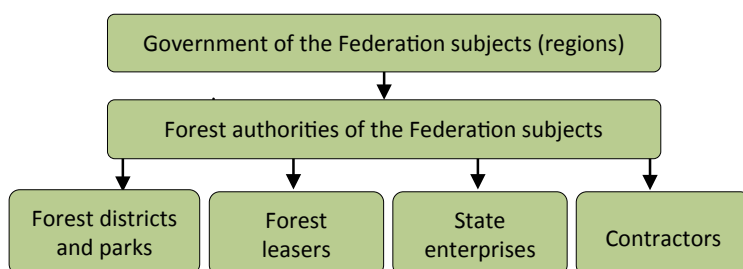 Government of the Federation subjects (regions)
Forest authorities of the Federation subjects
Forest districts
and parks
Forest
leasers
State
enterprises
Contractors